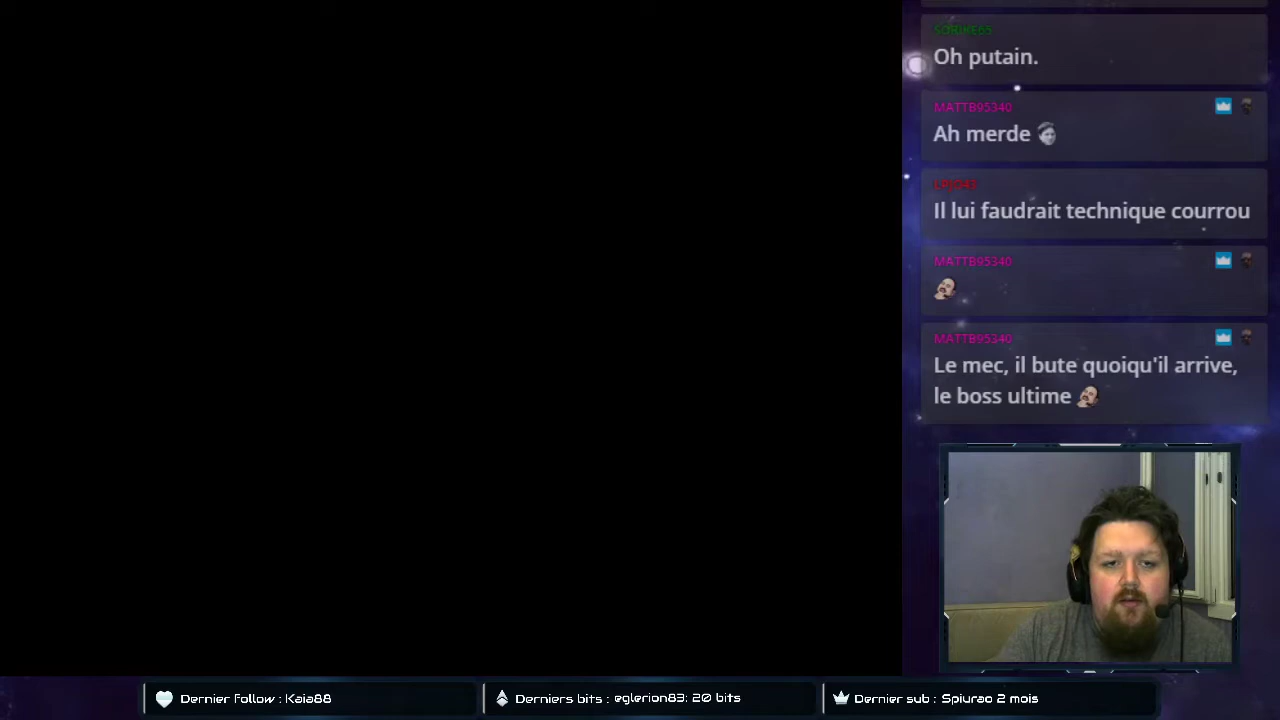 Oh putain.
MATTB95340
Ah merde
Il lui faudrait technique courrou
MATTB95340
MATTB95340
Le mec, il bute quoiqu'il arrive,
le boss ultime
Dernier Follow : Kaia88
Derniers bits : eglerion83: 20 bits
Dernier sub : Spiurao 2 mois